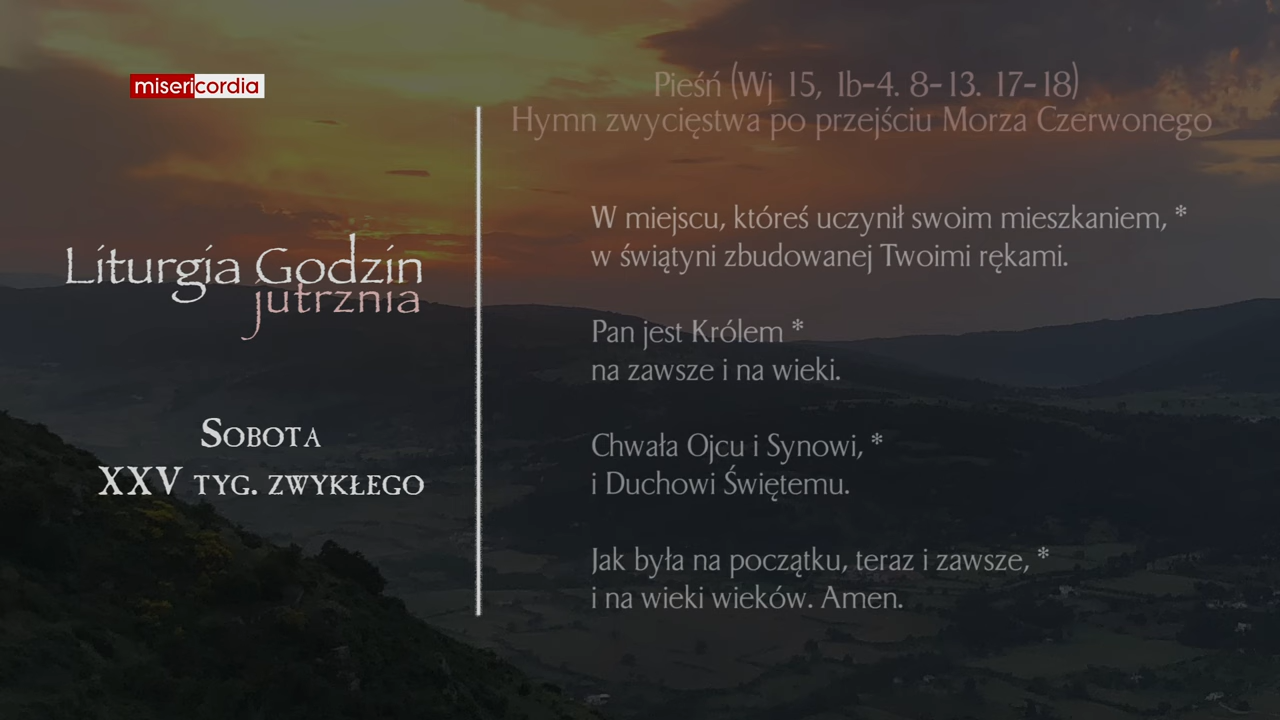 misericordia
Liturgia Godzin
jutrznia
Sobota
XXV tyg. zwykłego
Pieśń (Wj 15, 1b-4. 8-13. 17-18)
Hymn zwycięstwa po przejściu Morza Czerwonego
W miejscu, któreś uczynił swoim mieszkaniem, *
w świątyni zbudowanej Twoimi rękami.
Pan jest Królem *
na zawsze i na wieki.
Chwała Ojcu i Synowi, *
i Duchowi Świętemu.
Jak była na początku, teraz i zawsze, *
i na wieki wieków. Amen.